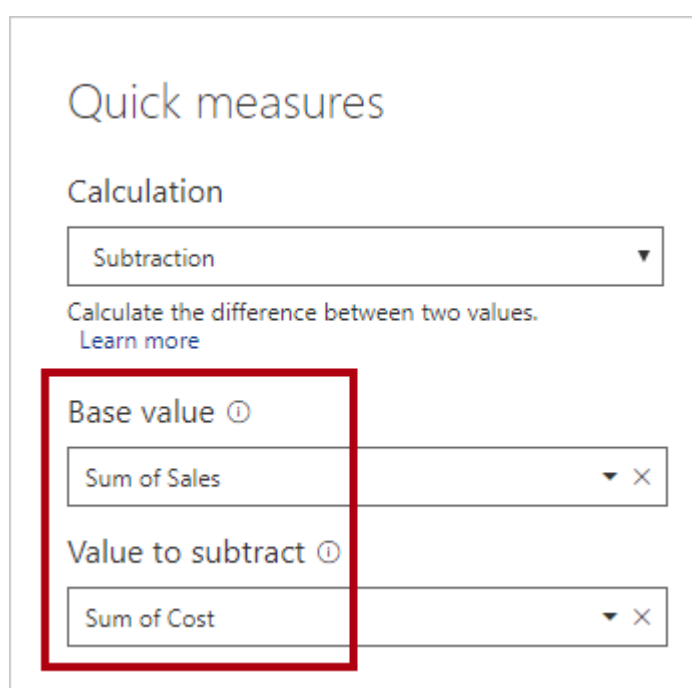 Quick measures
Calculation
Subtraction
Calculate the difference between two values.
Learn more
Base value
Sum of Sales
Value to subtract
Sum of Cost